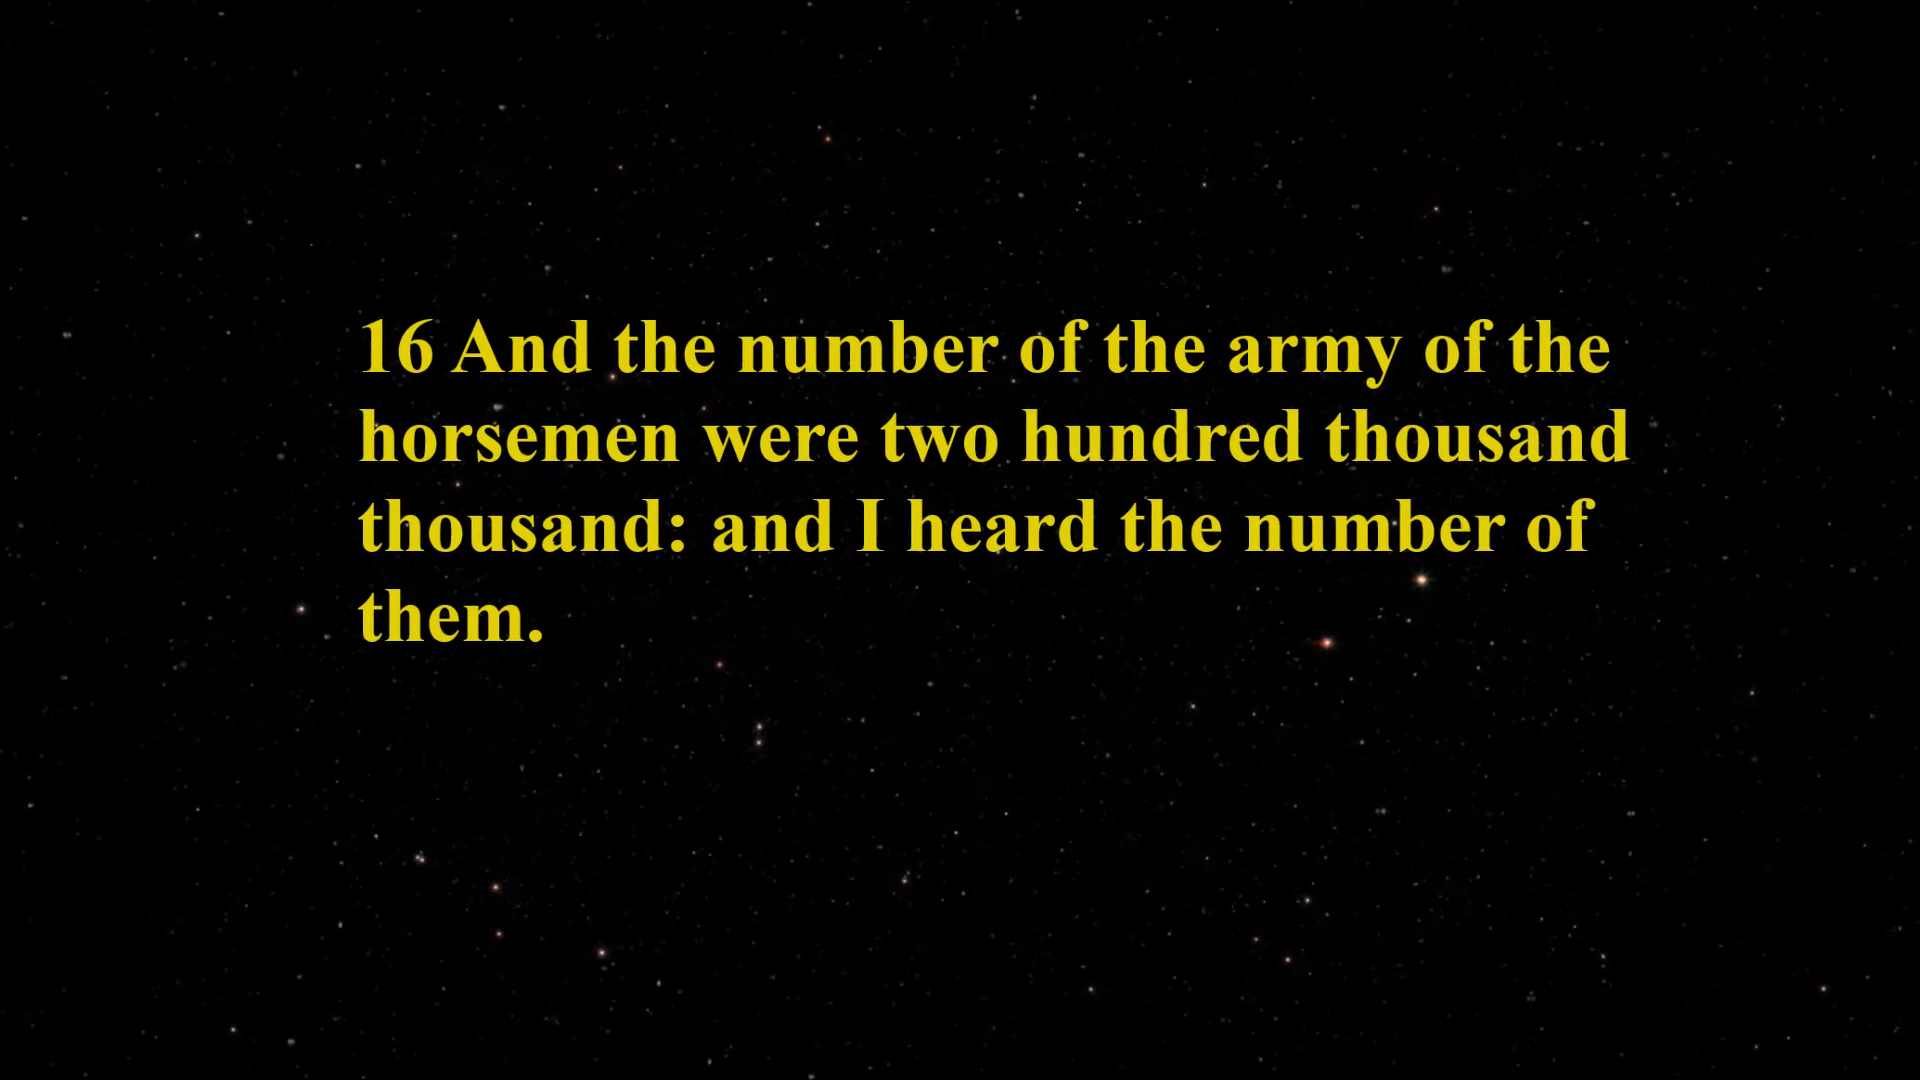 16 And the number of the army of the
horsemen were two hundred thousand
thousand: and I heard the number of
them.